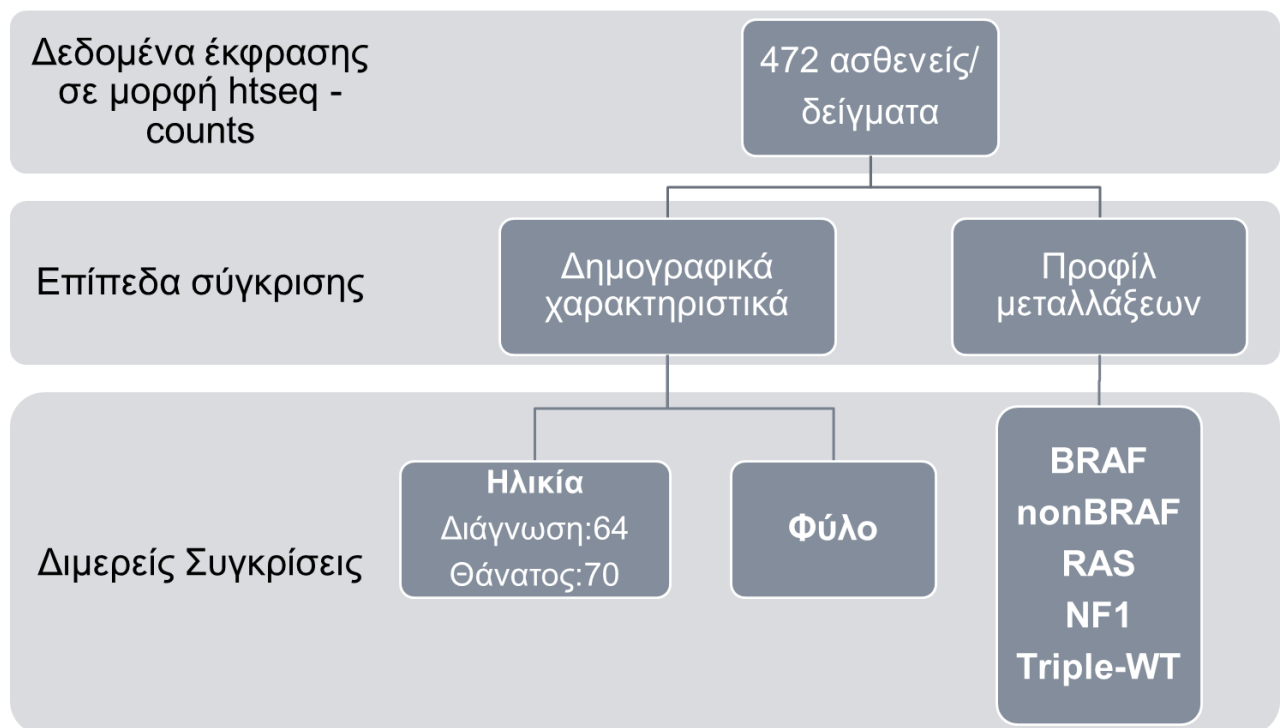 Δεδομένα έκφρασης
σε μορφή htseq -
counts
472 ασθενείς/
δείγματα
Επίπεδα σύγκρισης
Δημογραφικά
χαρακτηριστικά
Προφίλ
μεταλλάξεων
Διμερείς Συγκρίσεις
Ηλικία
Διάγνωση:64
Θάνατος:70
Φύλο
BRAF
nonBRAF
RAS
NF1
Triple-WT